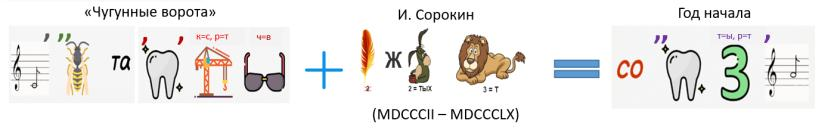 «Чугунные ворота» И. Сорокин Год начала
, ,, та , , к=с, р=т ч=в + 2 Ж 2 = ТЫХ 3 = Т = со ,, т=ы, р=т 3 ,
(MDCCCII – MDCCCLX)